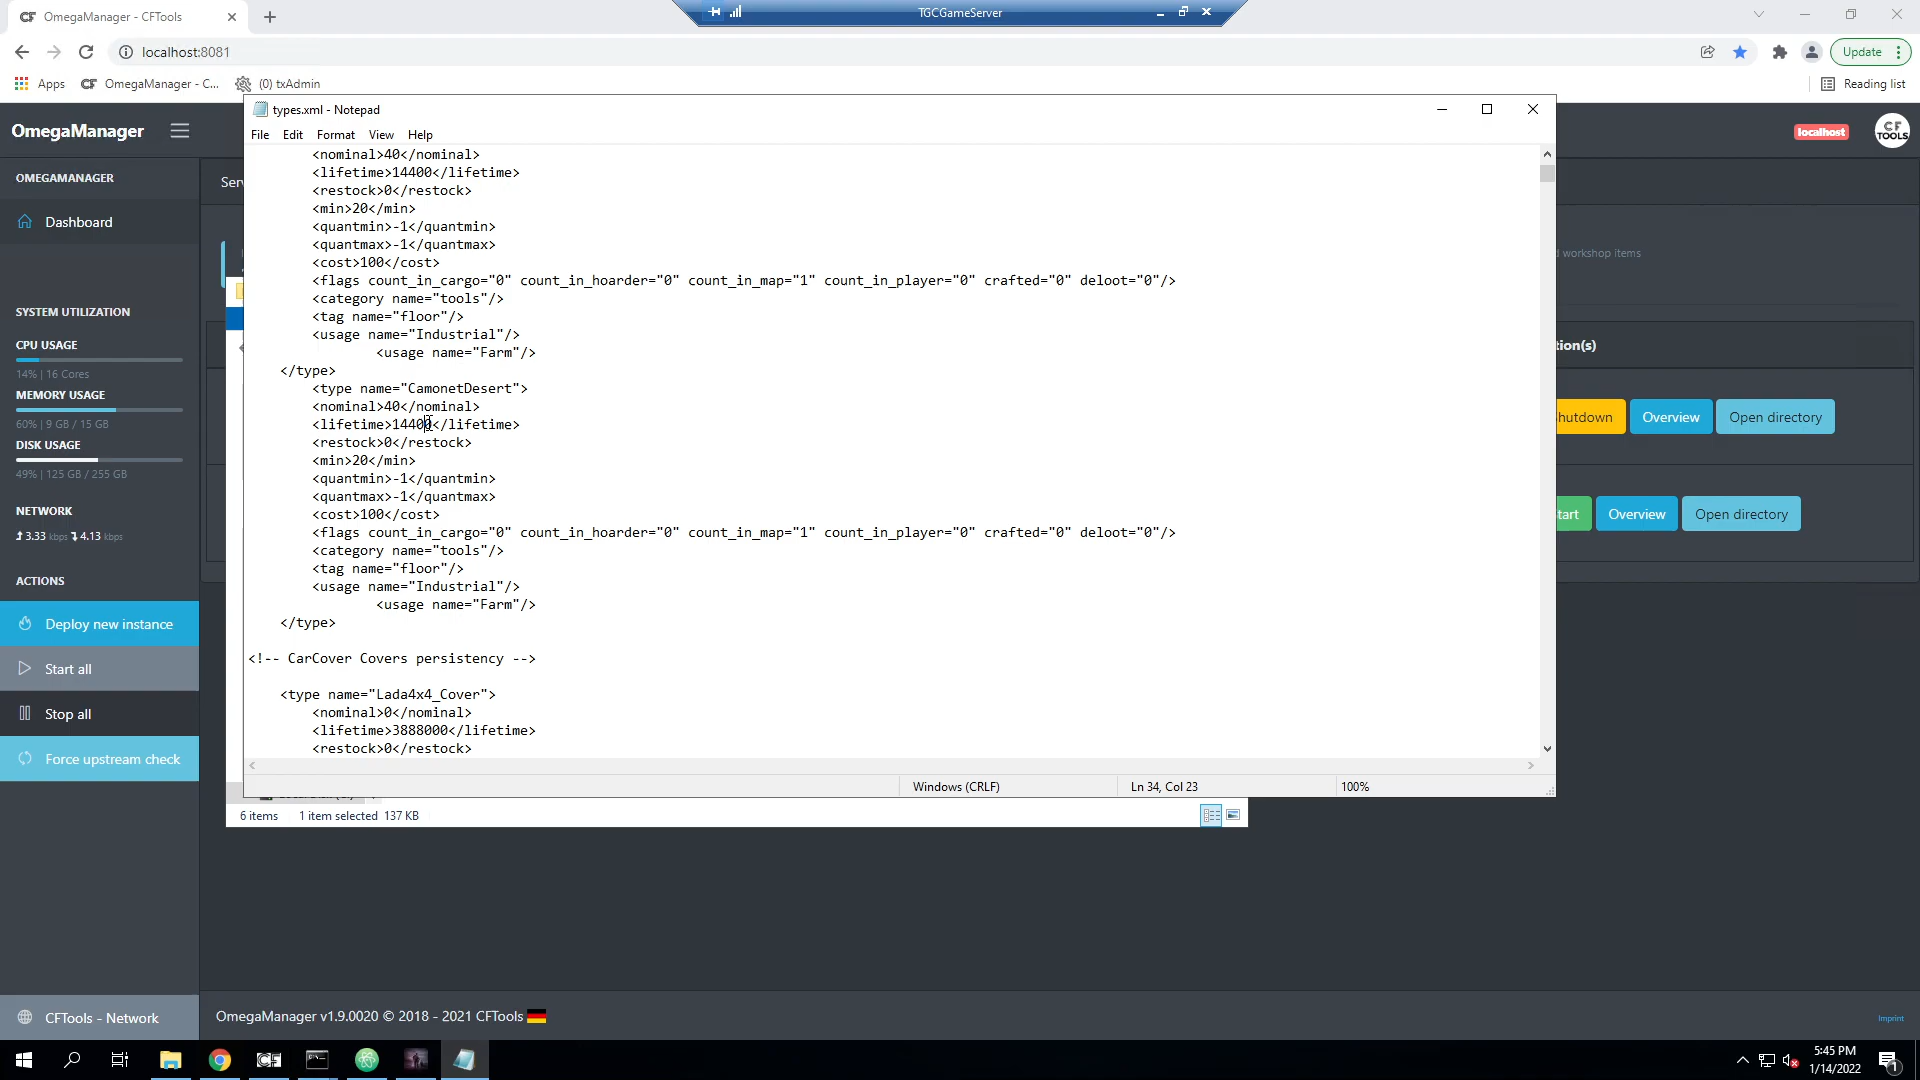 OmegaManager - CFTools
TGCGameServer
localhost:8081
Update
Apps
OmegaManager - C...
(0) txAdmin
Reading list
types.xml - Notepad
File Edit Format View Help
OmegaManager
localhost
CF TOOLS
OMEGAMANAGER
Dashboard
SYSTEM UTILIZATION
CPU USAGE
14% | 16 Cores
MEMORY USAGE
60% | 9 GB / 15 GB
DISK USAGE
49% | 125 GB / 255 GB
NETWORK
3.33 kbps 4.13 kbps
ACTIONS
Deploy new instance
Start all
Stop all
Force upstream check
CFTools - Network
Ser
<nominal>40</nominal>
<lifetime>14400</lifetime>
<restock>0</restock>
<min>20</min>
<quantmin>-1</quantmin>
<quantmax>-1</quantmax>
<cost>100</cost>
<flags count_in_cargo="0" count_in_hoarder="0" count_in_map="1" count_in_player="0" crafted="0" deloot="0"/>
<category name="tools"/>
<tag name="floor"/>
<usage name="Industrial"/>
<usage name="Farm"/>
</type>
<type name="CamonetDesert">
<nominal>40</nominal>
<lifetime>14400</lifetime>
<restock>0</restock>
<min>20</min>
<quantmin>-1</quantmin>
<quantmax>-1</quantmax>
<cost>100</cost>
<flags count_in_cargo="0" count_in_hoarder="0" count_in_map="1" count_in_player="0" crafted="0" deloot="0"/>
<category name="tools"/>
<tag name="floor"/>
<usage name="Industrial"/>
<usage name="Farm"/>
</type>
<!-- CarCover Covers persistency -->
<type name="Lada4x4_Cover">
<nominal>0</nominal>
<lifetime>3888000</lifetime>
<restock>0</restock>
Windows (CRLF)
Ln 34, Col 23
100%
6 items 1 item selected 137 KB
d workshop items
tion(s)
hutdown
Overview
Open directory
tart
Overview
Open directory
OmegaManager v1.9.0020 © 2018 - 2021 CFTools
Imprint
5:45 PM
1/14/2022
1